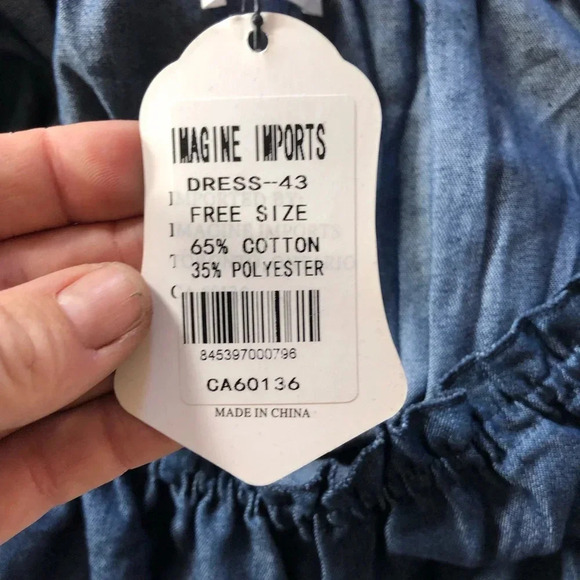 IMAGINE IMPORTS
DRESS--43
FREE SIZE
65% COTTON
35% POLYESTER
845397000796
CA60136
MADE IN CHINA